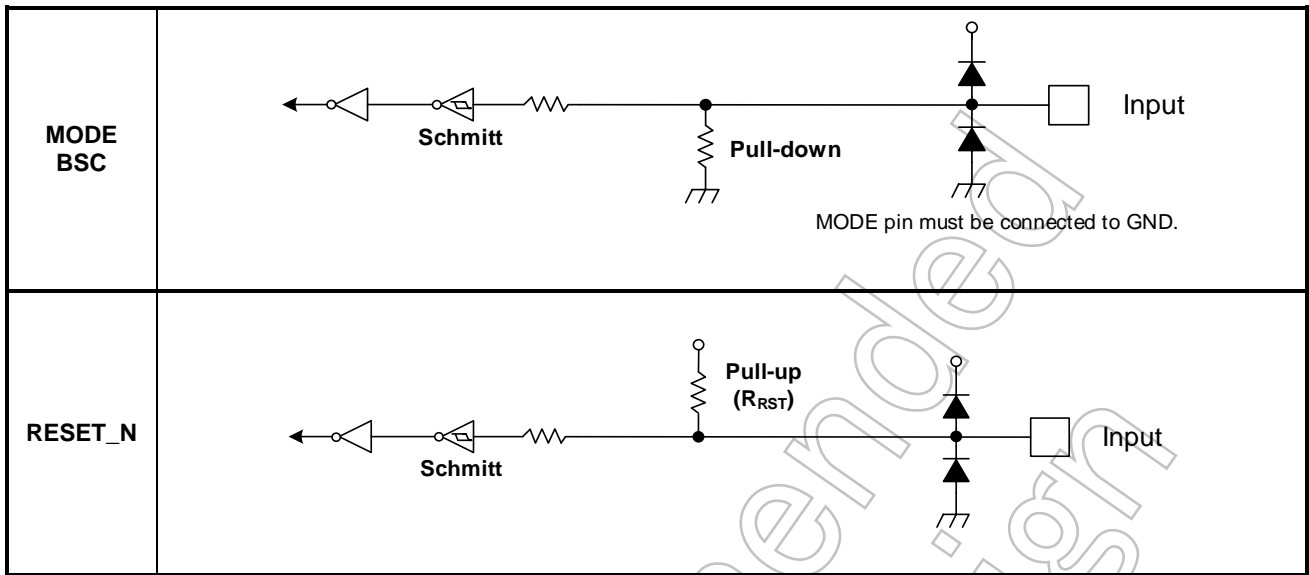 MODE
BSC
Schmitt
Pull-down
Input
MODE pin must be connected to GND.
RESET_N
Pull-up
(RRST)
Schmitt
Input